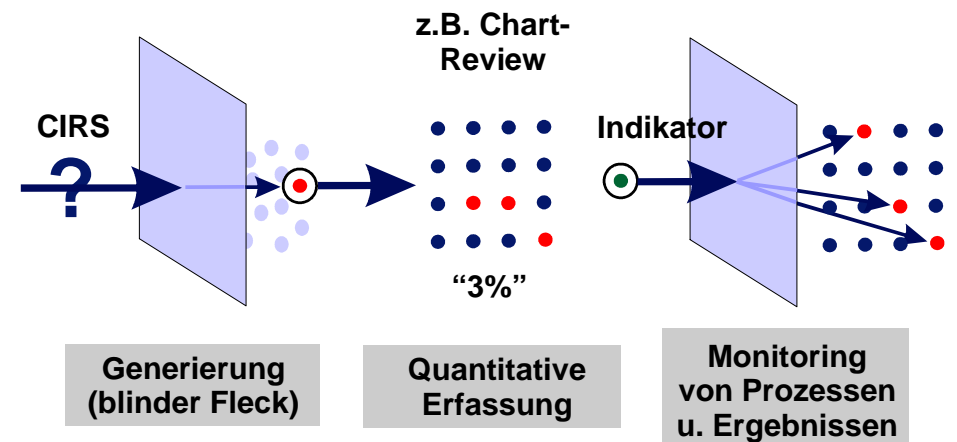 z.B. Chart-
Review
CIRS
?
Indikator
“3%”
Generierung
(blinder Fleck)
Quantitative
Erfassung
Monitoring
von Prozessen
u. Ergebnissen